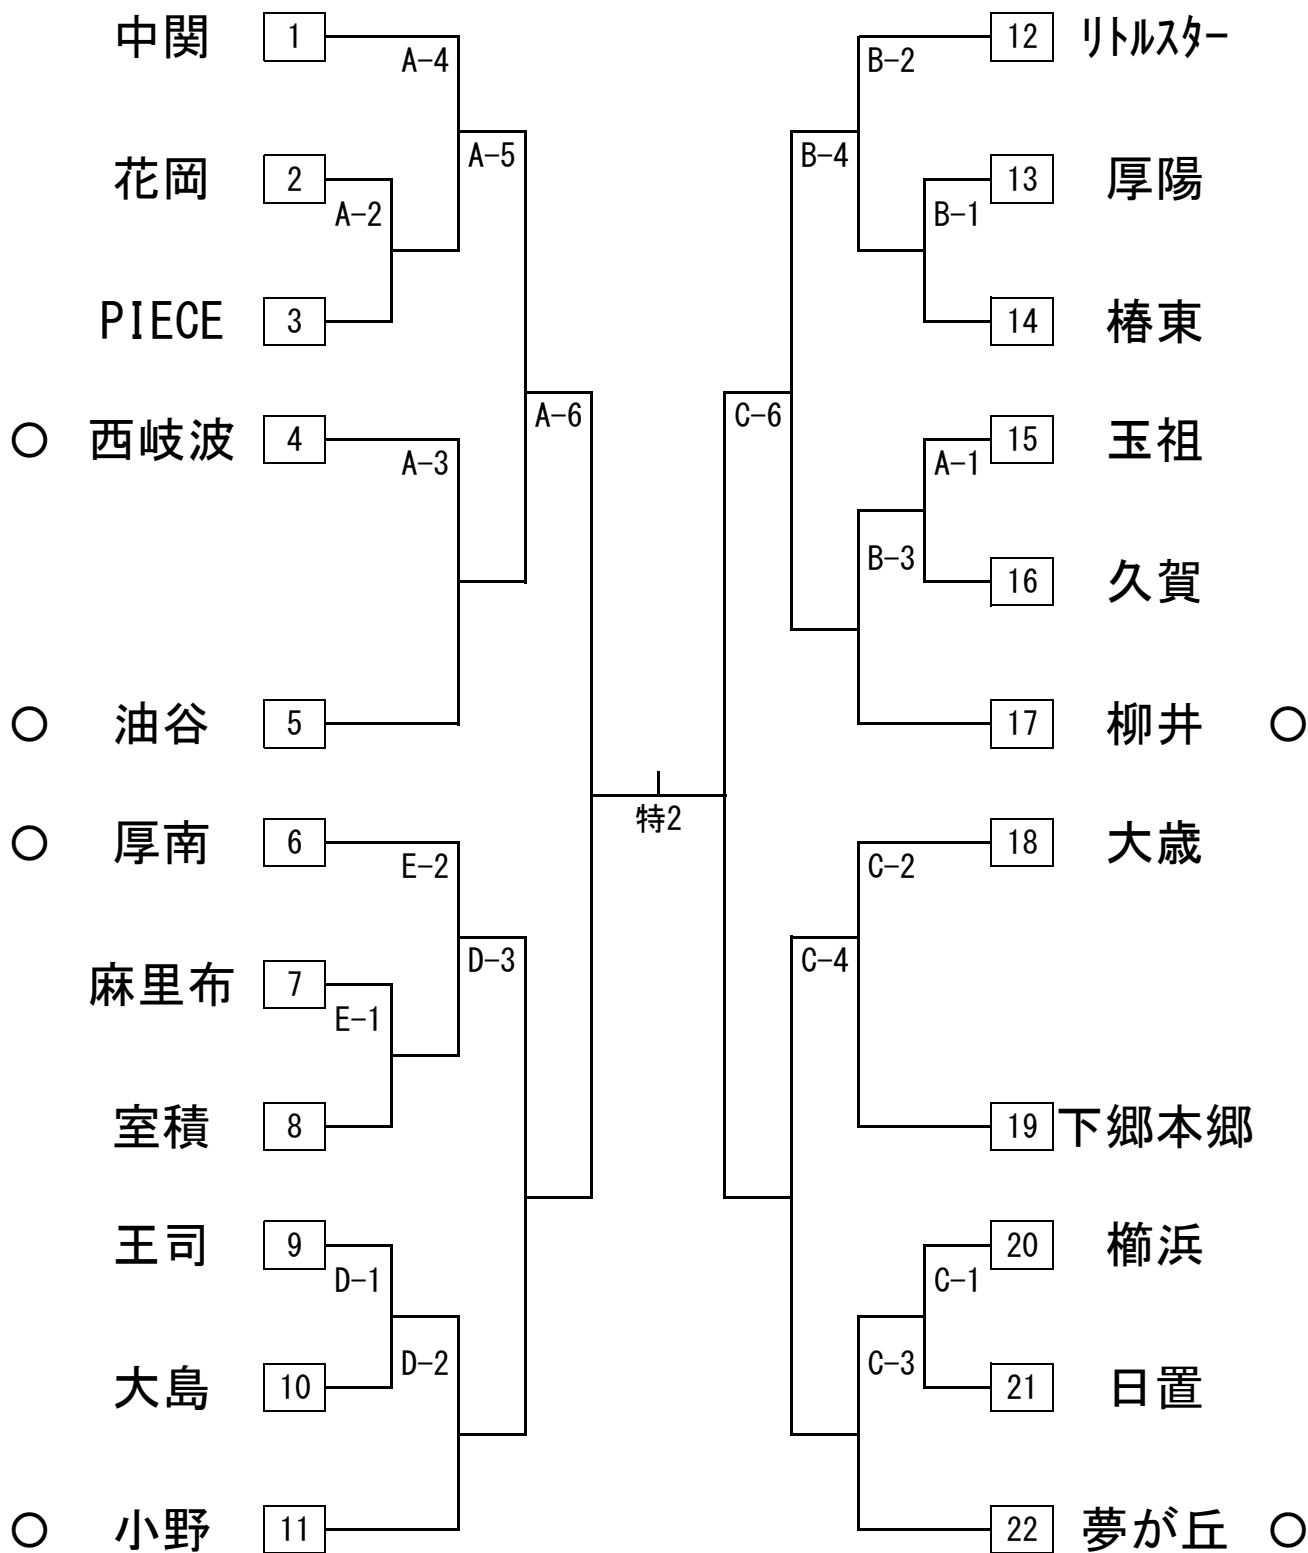 中関 1 12 ﾘﾄﾙｽﾀｰ
A-4 B-2
A-5 B-4
花岡 2 13 厚陽
A-2 B-1
PIECE 3 14 椿東
A-6 C-6
○ 西岐波 4 15 玉祖
A-3 A-1
B-3
16 久賀
○ 油谷 5 17 柳井 ○
特2
○ 厚南 6 18 大歳
E-2 C-2
D-3 C-4
麻里布 7
E-1
室積 8 19 下郷本郷
王司 9 20 櫛浜
D-1 C-1
D-2 C-3
大島 10 21 日置
○ 小野 11 22 夢が丘 ○